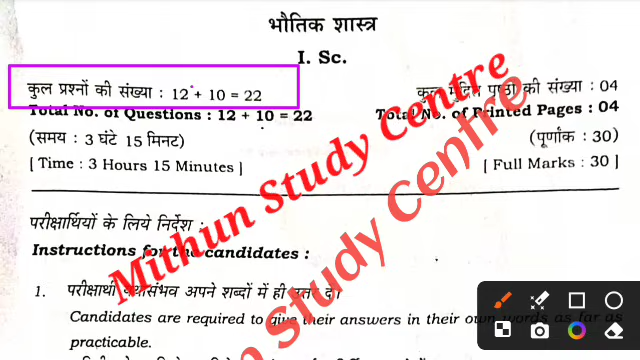 भौतिक शास्त्र
I. Sc.
कुल प्रश्नों की संख्या : 12 + 10 = 22
कुल मुद्रित पृष्ठों की संख्या : 04
Total No. of Questions : 12 + 10 = 22
Total No. of Printed Pages : 04
(समय : 3 घंटे 15 मिनट)
(पूर्णांक : 30)
[ Time : 3 Hours 15 Minutes ]
[ Full Marks : 30 ]
परीक्षार्थियों के लिये निर्देश :
Instructions for the candidates :
1. परीक्षार्थी यथासंभव अपने शब्दों में ही उत्तर दें।
Candidates are required to give their answers in their own words as far as
practicable.
Mithun Study Centre
n study Centre